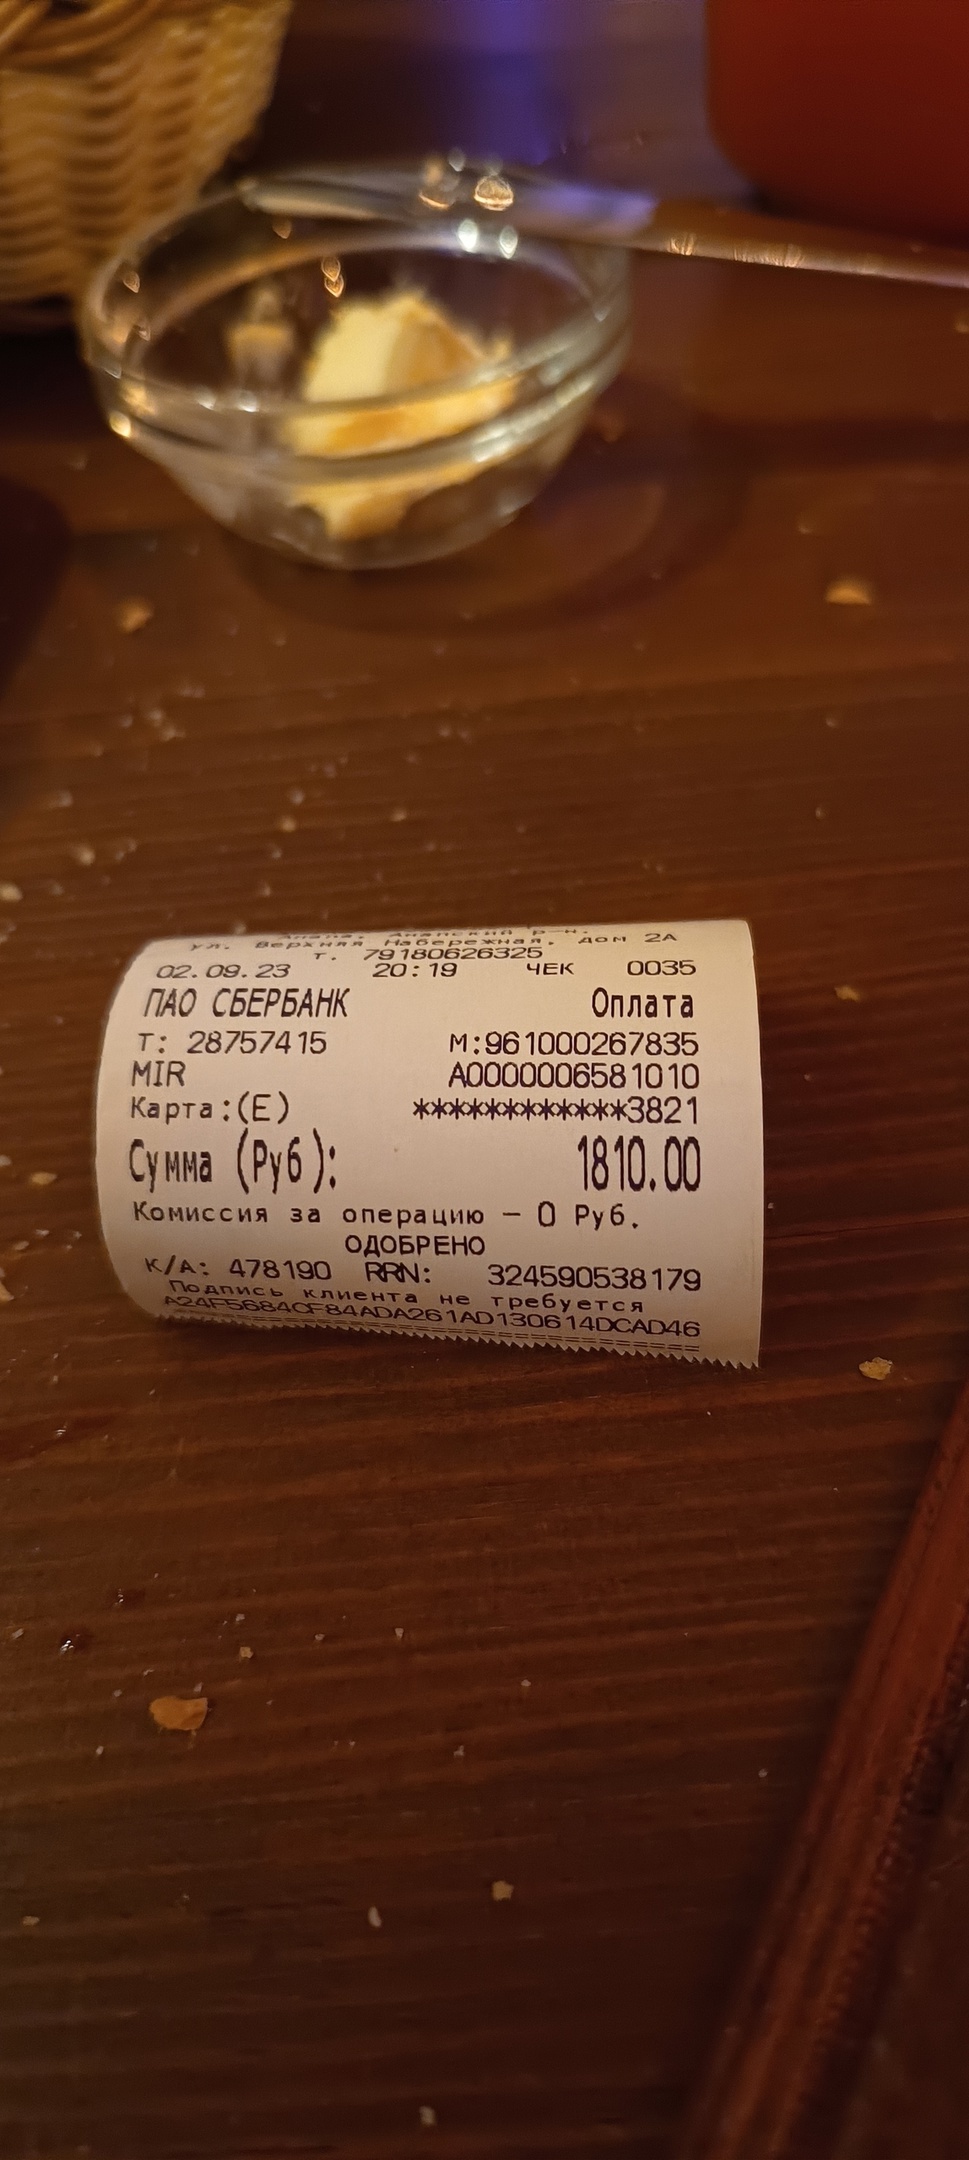 Анапа, Анапский р-н,
ул. Верхняя Набережная, дом 2А
т. 79180626325
02.09.23 20:19 ЧЕК 0035
ПАО СБЕРБАНК Оплата
Т: 28757415 М:961000267835
MIR A0000006581010
Карта:(E) ************3821
Сумма (Руб): 1810.00
Комиссия за операцию – 0 Руб.
ОДОБРЕНО
К/А: 478190 RRN: 324590538179
Подпись клиента не требуется
A24F5684CF84ADA261AD130614DCAD46
================================